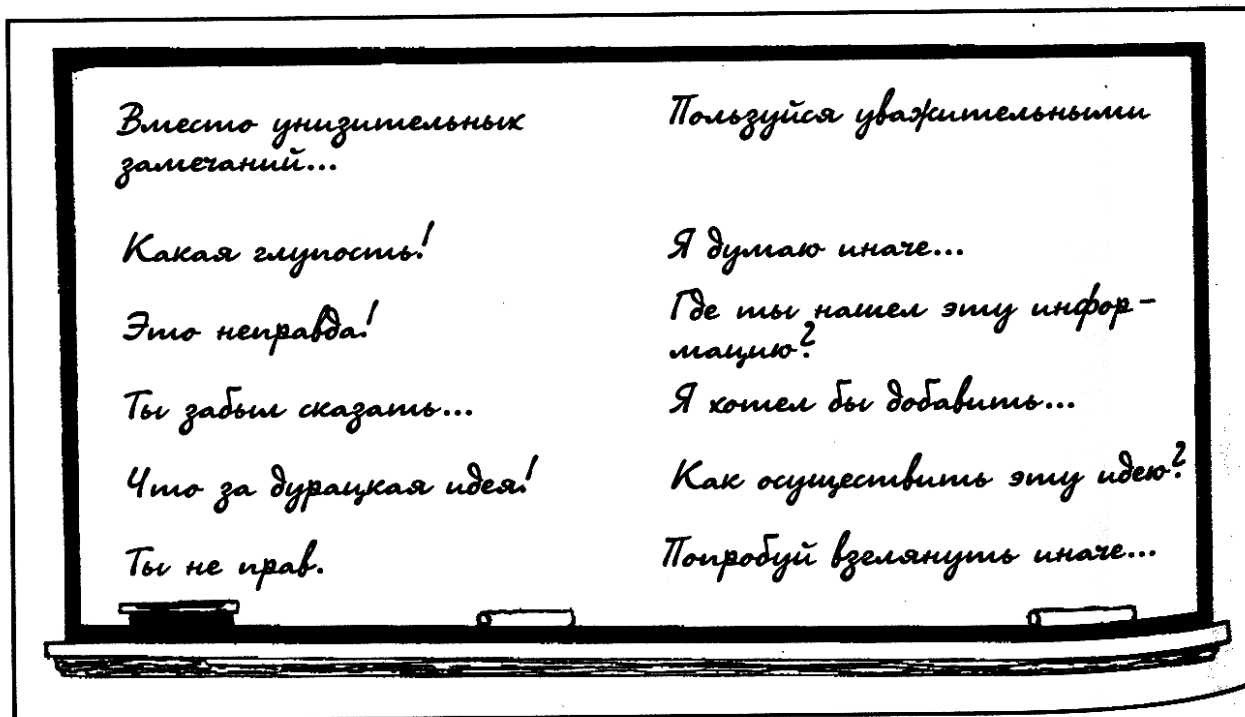 Вместо унизительных
замечаний...
Пользуйся уважительными
Какая глупость!
Я думаю иначе...
Это неправда!
Где ты нашел эту инфор-
мацию?
Ты забыл сказать...
Я хотел бы добавить...
Что за дурацкая идея!
Как осуществить эту идею?
Ты не прав.
Попробуй взглянуть иначе...